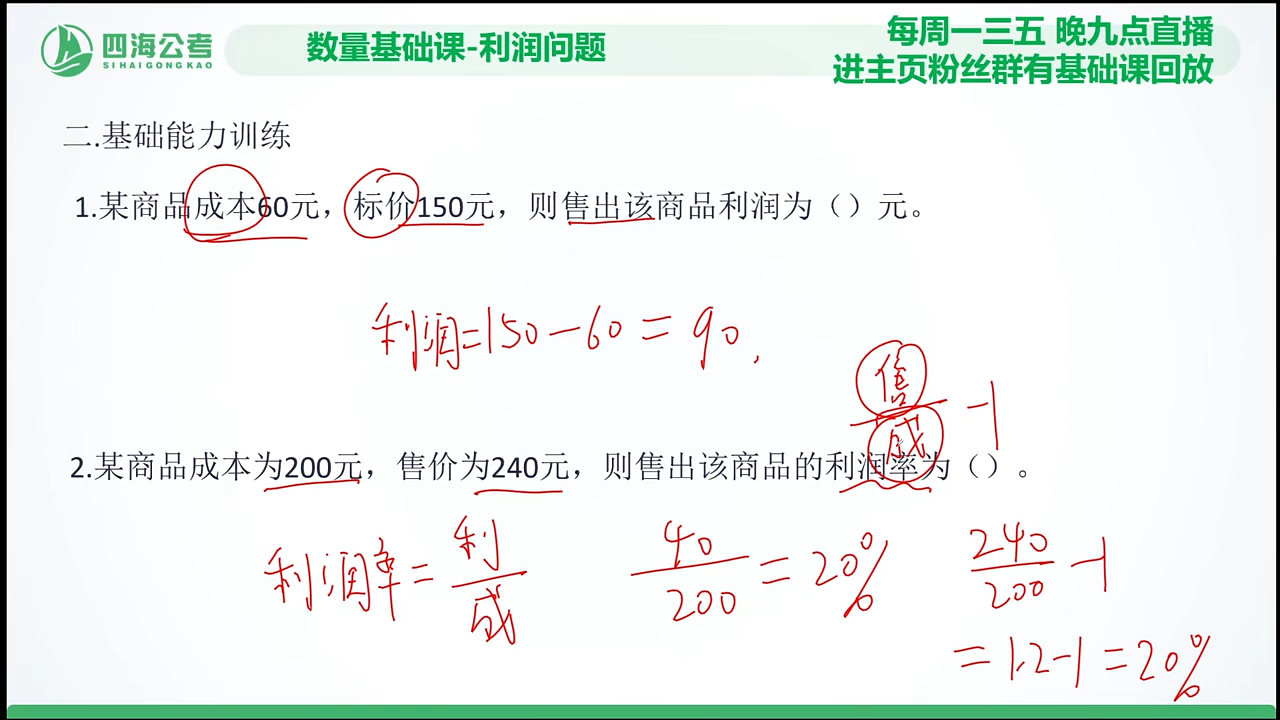 四海公考
SIHAIGONGKAO
数量基础课-利润问题
每周一三五 晚九点直播
进主页粉丝群有基础课回放
二.基础能力训练
1.某商品成本60元，标价150元，则售出该商品利润为（）元。
利润=150-60=90.
售/成 -1
2.某商品成本为200元，售价为240元，则售出该商品的利润率为（）。
利润率=利/成 40/200=20% 240/200-1
=1.2-1=20%